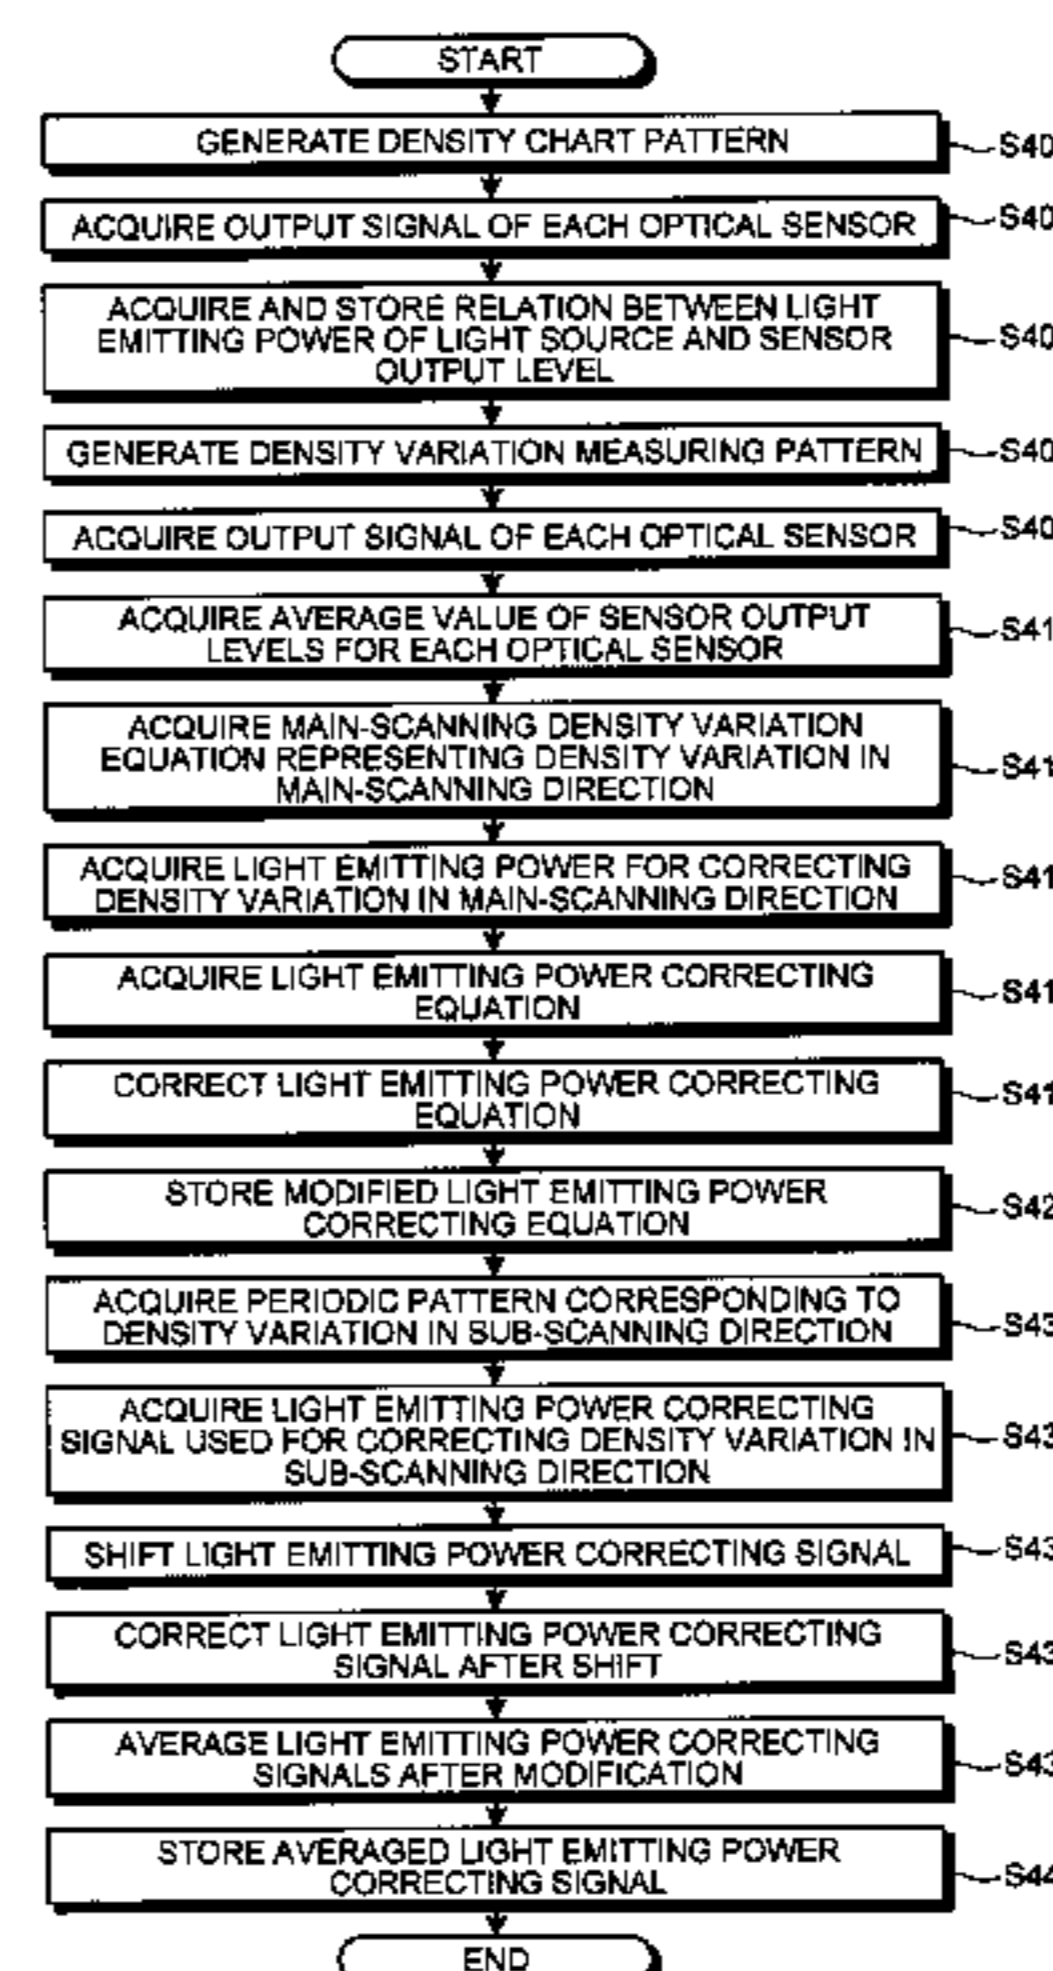 START
GENERATE DENSITY CHART PATTERN
S40
ACQUIRE OUTPUT SIGNAL OF EACH OPTICAL SENSOR
S40
ACQUIRE AND STORE RELATION BETWEEN LIGHT
EMITTING POWER OF LIGHT SOURCE AND SENSOR
OUTPUT LEVEL
S40
GENERATE DENSITY VARIATION MEASURING PATTERN
S40
ACQUIRE OUTPUT SIGNAL OF EACH OPTICAL SENSOR
S40
ACQUIRE AVERAGE VALUE OF SENSOR OUTPUT
LEVELS FOR EACH OPTICAL SENSOR
S41
ACQUIRE MAIN-SCANNING DENSITY VARIATION
EQUATION REPRESENTING DENSITY VARIATION IN
MAIN-SCANNING DIRECTION
S41
ACQUIRE LIGHT EMITTING POWER FOR CORRECTING
DENSITY VARIATION IN MAIN-SCANNING DIRECTION
S41
ACQUIRE LIGHT EMITTING POWER CORRECTING
EQUATION
S41
CORRECT LIGHT EMITTING POWER CORRECTING
EQUATION
S41
STORE MODIFIED LIGHT EMITTING POWER
CORRECTING EQUATION
S42
ACQUIRE PERIODIC PATTERN CORRESPONDING TO
DENSITY VARIATION IN SUB-SCANNING DIRECTION
S43
ACQUIRE LIGHT EMITTING POWER CORRECTING
SIGNAL USED FOR CORRECTING DENSITY VARIATION IN
SUB-SCANNING DIRECTION
S43
SHIFT LIGHT EMITTING POWER CORRECTING SIGNAL
S43
CORRECT LIGHT EMITTING POWER CORRECTING
SIGNAL AFTER SHIFT
S43
AVERAGE LIGHT EMITTING POWER CORRECTING
SIGNALS AFTER MODIFICATION
S43
STORE AVERAGED LIGHT EMITTING POWER
CORRECTING SIGNAL
S44
END